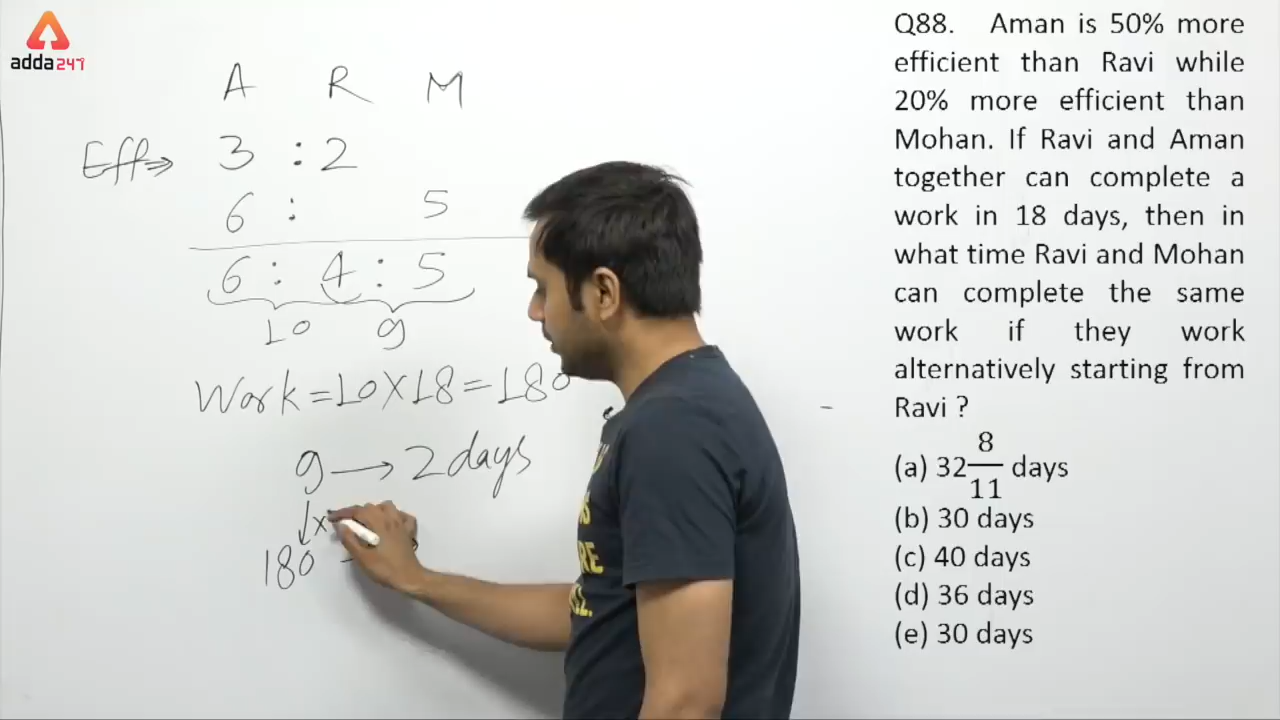 adda247
A R M
Eff⇒ 3 : 2
6 : 5
6 : 4 : 5
10 9
Work = 10 X 18 = 180
9 → 2 days
↓x
180 -
Q88. Aman is 50% more
efficient than Ravi while
20% more efficient than
Mohan. If Ravi and Aman
together can complete a
work in 18 days, then in
what time Ravi and Mohan
can complete the same
work if they work
alternatively starting from
Ravi ?
(a) 32 8/11 days
(b) 30 days
(c) 40 days
(d) 36 days
(e) 30 days